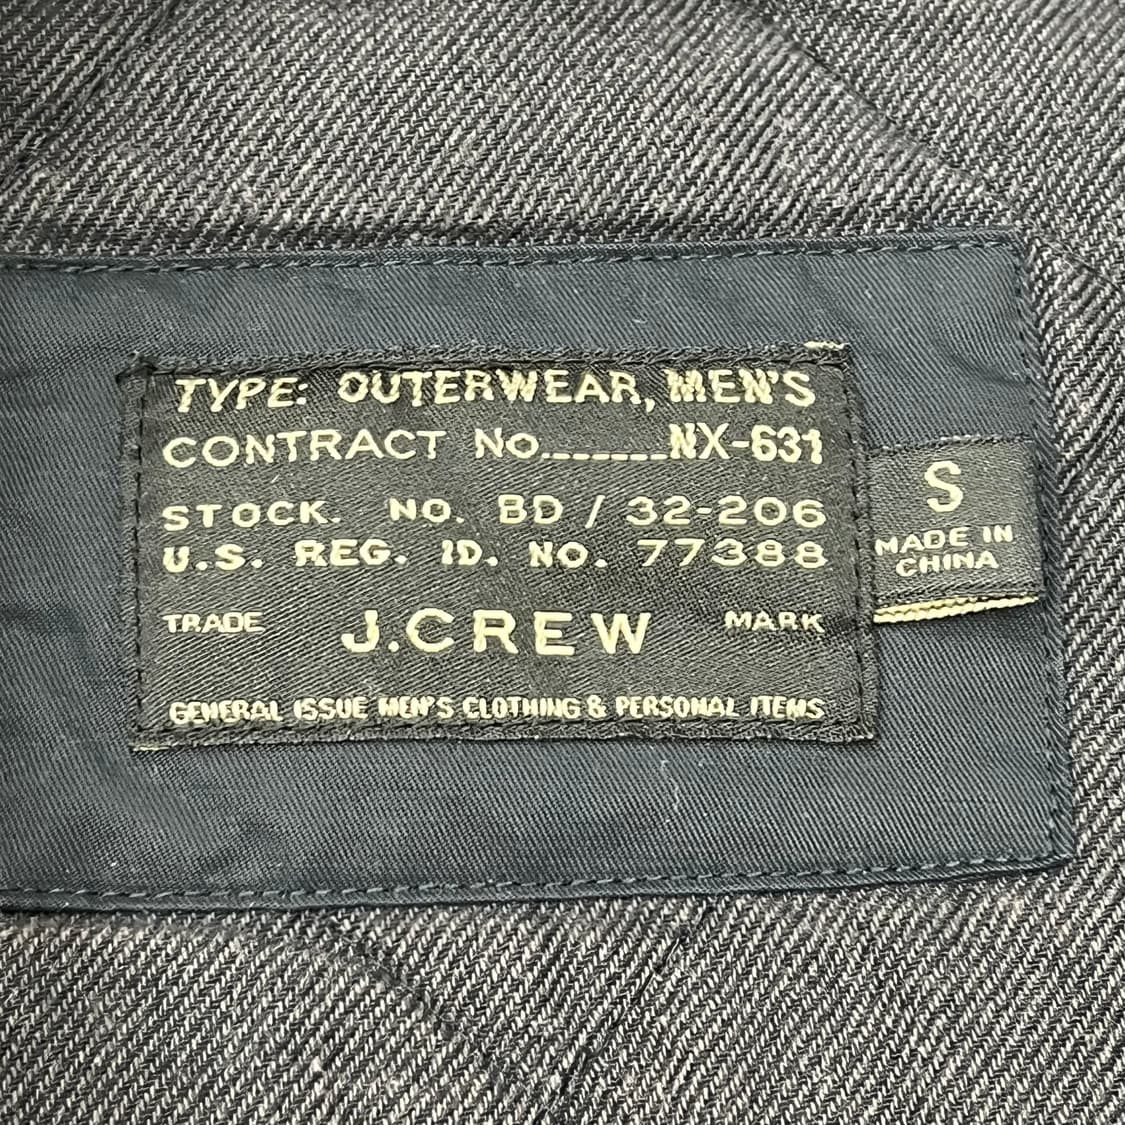 TYPE: OUTERWEAR, MEN'S
CONTRACT No.......NX-631
STOCK. NO. BD / 32-206
U.S. REG. ID. NO. 77388
TRADE J.CREW MARK
GENERAL ISSUE MEN'S CLOTHING & PERSONAL ITEMS
S
MADE IN
CHINA